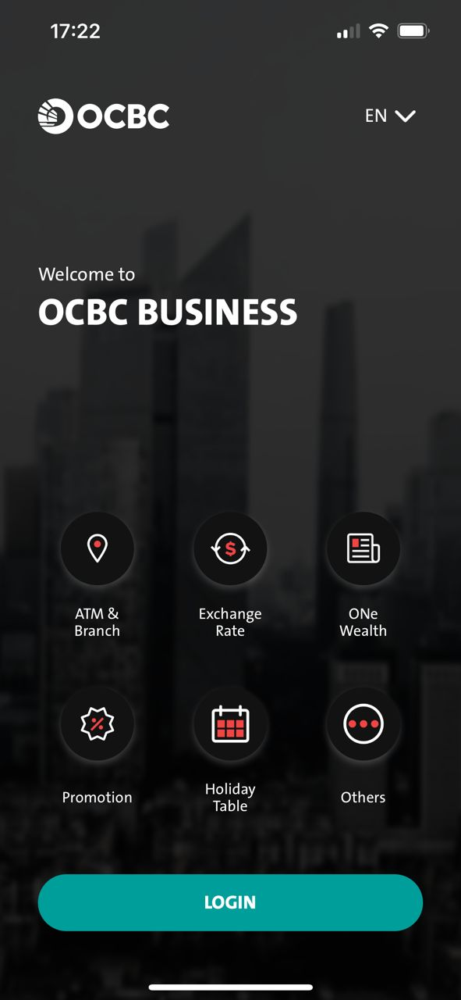 17:22
OCBC
EN
Welcome to
OCBC BUSINESS
ATM &
Branch
Exchange
Rate
ONe
Wealth
Promotion
Holiday
Table
Others
LOGIN